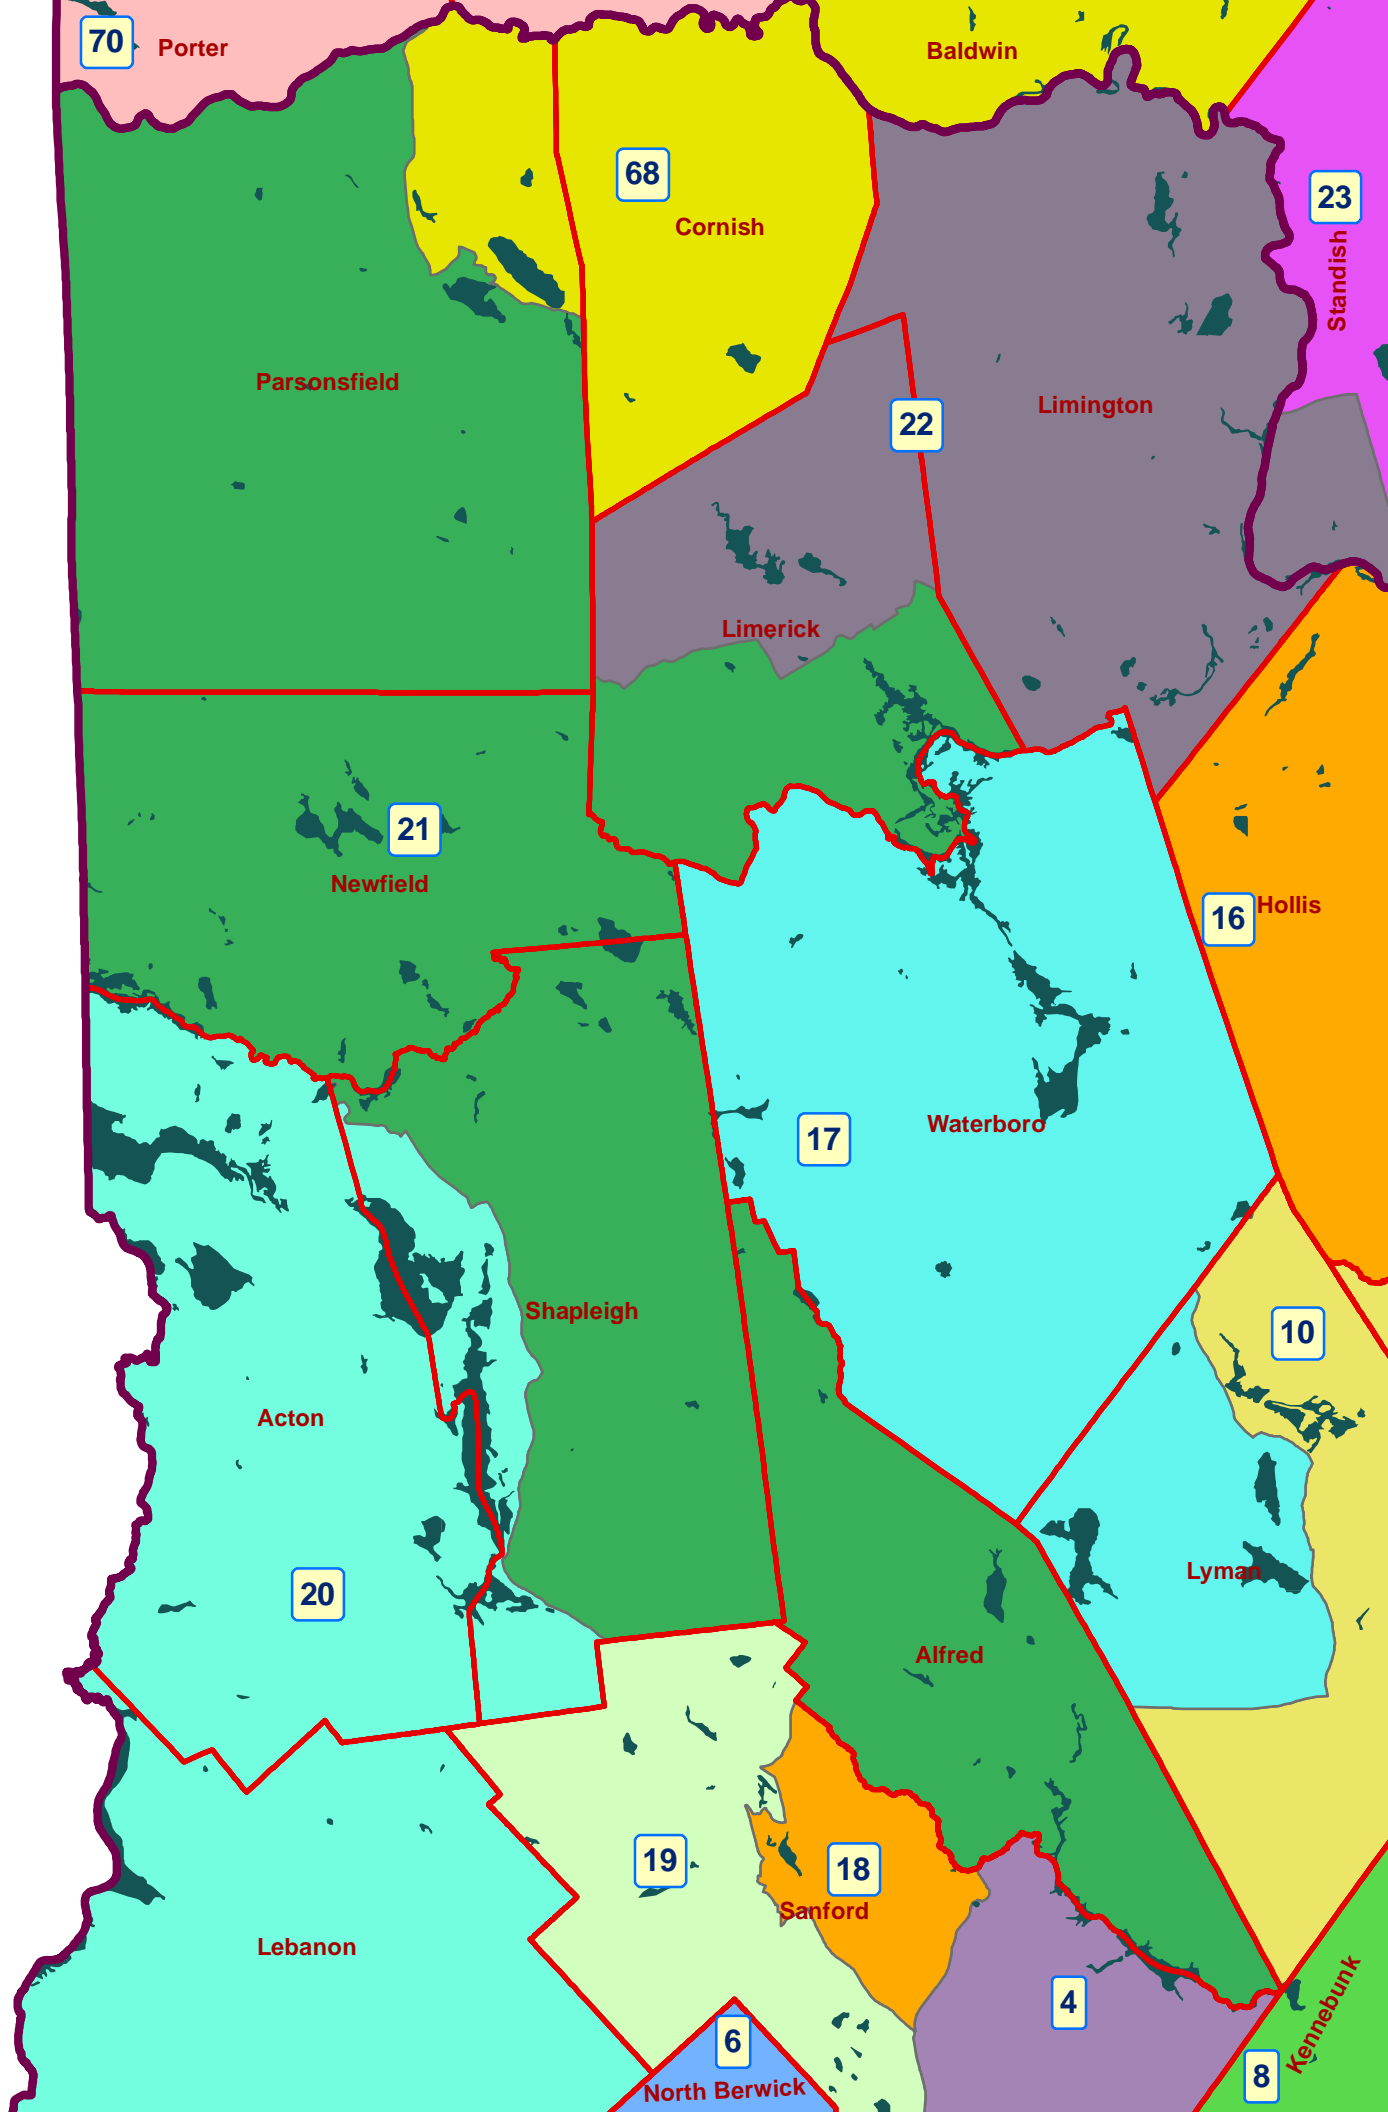 70
Porter
Baldwin
68
Cornish
23
Standish
Parsonsfield
Limington
22
Limerick
21
Newfield
16
Hollis
17
Waterboro
Shapleigh
10
Acton
Lyman
20
Alfred
19
18
Sanford
Lebanon
4
6
North Berwick
8
Kennebunk